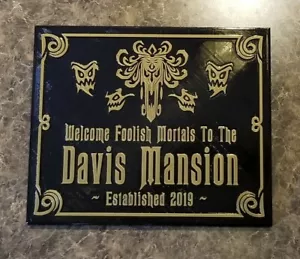 Welcome Foolish Mortals To The
Davis Mansion
~ Established 2019 ~